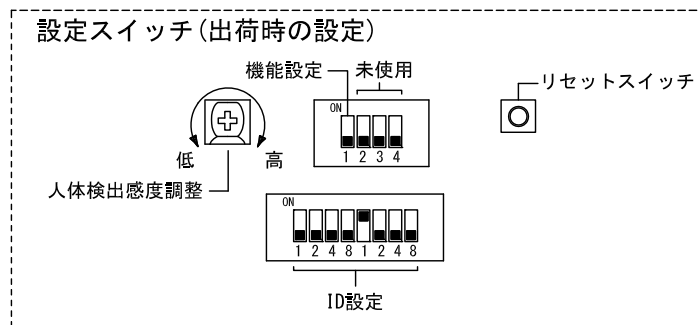 設定スイッチ(出荷時の設定)
機能設定 未使用
リセットスイッチ
ON
1 2 3 4
低 高
人体検出感度調整
ON
1 2 4 8 1 2 4 8
ID設定